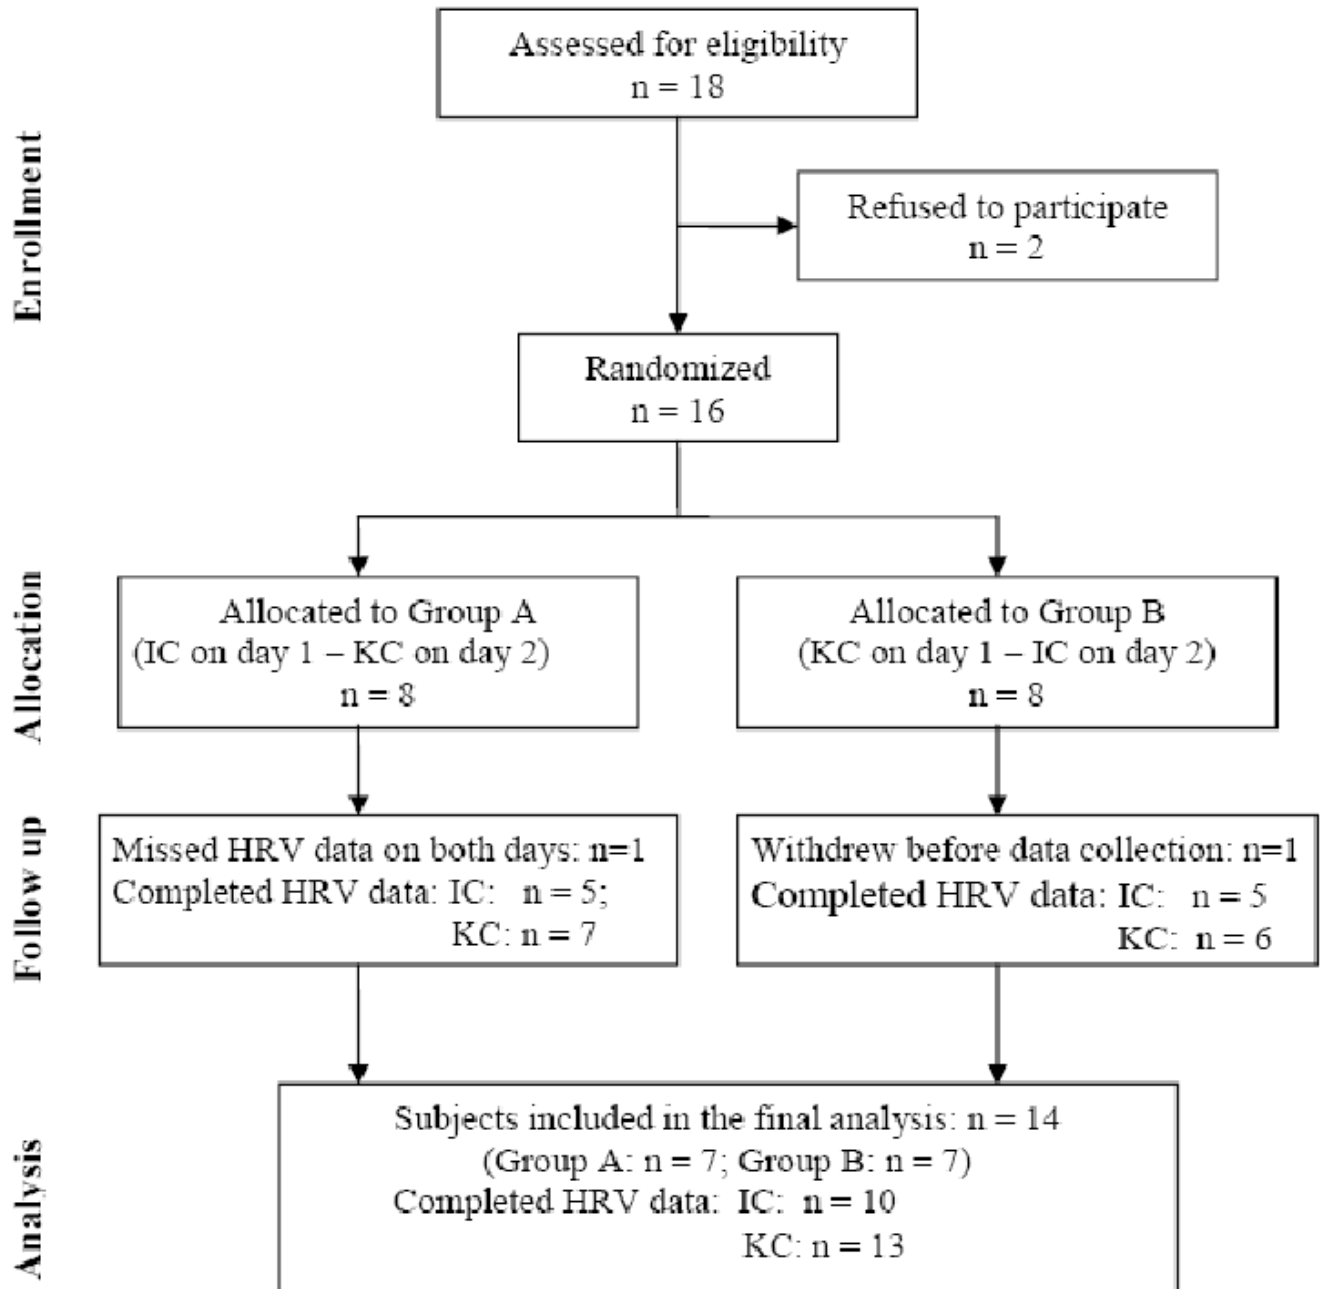 Assessed for eligibility
n = 18
Enrollment
Refused to participate
n = 2
Randomized
n = 16
Allocation
Allocated to Group A
(IC on day 1 – KC on day 2)
n = 8
Allocated to Group B
(KC on day 1 – IC on day 2)
n = 8
Follow up
Missed HRV data on both days: n=1
Completed HRV data: IC: n = 5;
KC: n = 7
Withdrew before data collection: n=1
Completed HRV data: IC: n = 5
KC: n = 6
Analysis
Subjects included in the final analysis: n = 14
(Group A: n = 7; Group B: n = 7)
Completed HRV data: IC: n = 10
KC: n = 13